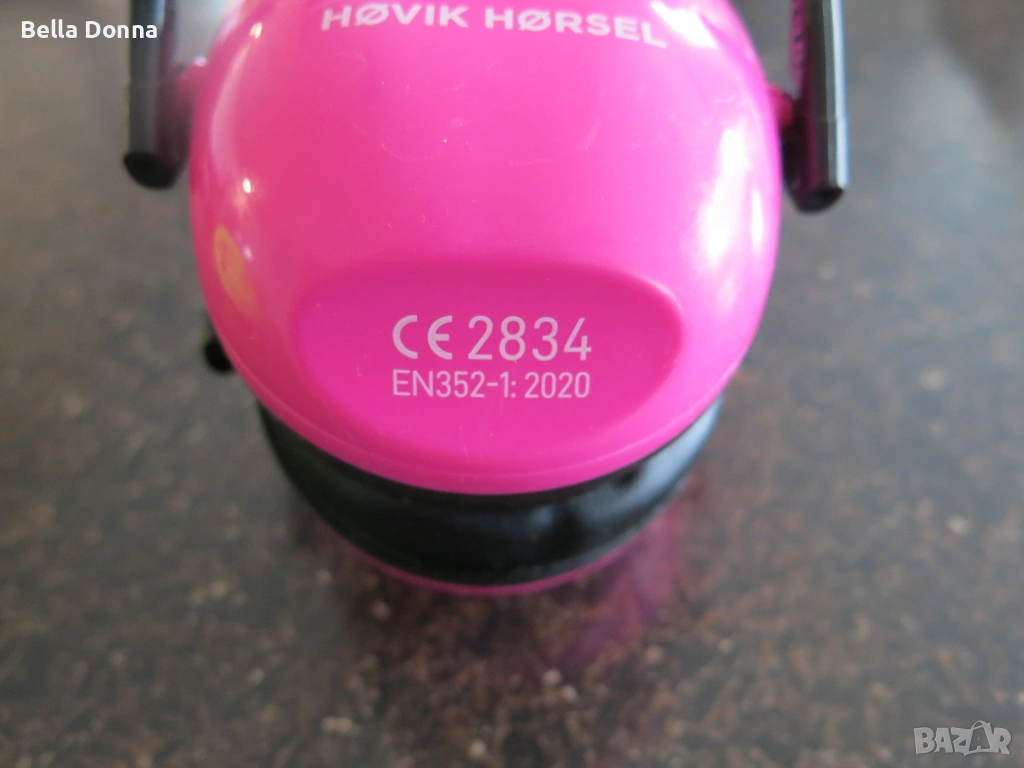 Bella Donna
HØVIK HØRSEL
CE 2834
EN352-1: 2020
BAZAR